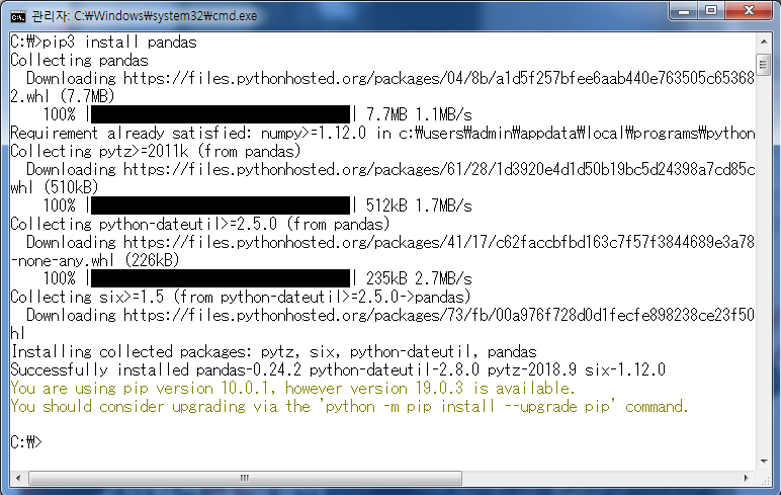 관리자: C:₩Windows₩system32₩cmd.exe
C:₩>pip3 install pandas
Collecting pandas
Downloading https://files.pythonhosted.org/packages/04/8b/a1d5f257bfee6aab440e763505c65368
2.whl (7.7MB)
100% |████████████████████████████████| 7.7MB 1.1MB/s
Requirement already satisfied: numpy>=1.12.0 in c:₩users₩admin₩appdata₩local₩programs₩python
Collecting pytz>=2011k (from pandas)
Downloading https://files.pythonhosted.org/packages/61/28/1d3920e4d1d50b19bc5d24398a7cd85c
whl (510kB)
100% |████████████████████████████████| 512kB 1.7MB/s
Collecting python-dateutil>=2.5.0 (from pandas)
Downloading https://files.pythonhosted.org/packages/41/17/c62faccbfbd163c7f57f3844689e3a78
-none-any.whl (226kB)
100% |████████████████████████████████| 235kB 2.7MB/s
Collecting six>=1.5 (from python-dateutil>=2.5.0->pandas)
Downloading https://files.pythonhosted.org/packages/73/fb/00a976f728d0d1fecfe898238ce23f50
hl
Installing collected packages: pytz, six, python-dateutil, pandas
Successfully installed pandas-0.24.2 python-dateutil-2.8.0 pytz-2018.9 six-1.12.0
You are using pip version 10.0.1, however version 19.0.3 is available.
You should consider upgrading via the 'python -m pip install --upgrade pip' command.
C:₩>